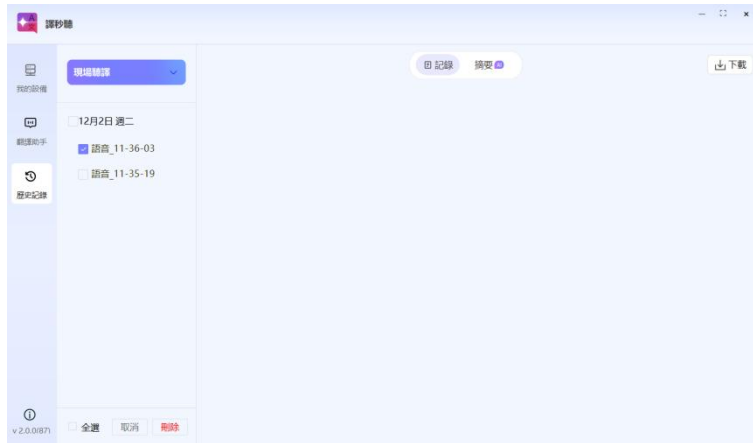 譯秒聽
我的設備
翻譯助手
歷史記錄
v 2.0.0(87)
現場聽譯
12月2日 週二
語音_11-36-03
語音_11-35-19
全選 取消 刪除
記錄 摘要 AI
下載